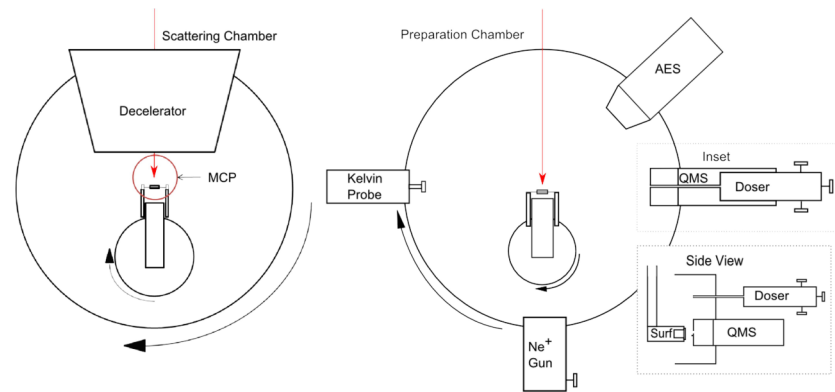 Scattering Chamber
Decelerator
MCP
Preparation Chamber
AES
Kelvin
Probe
Ne+
Gun
Inset
QMS
Doser
Side View
Doser
Surf
QMS